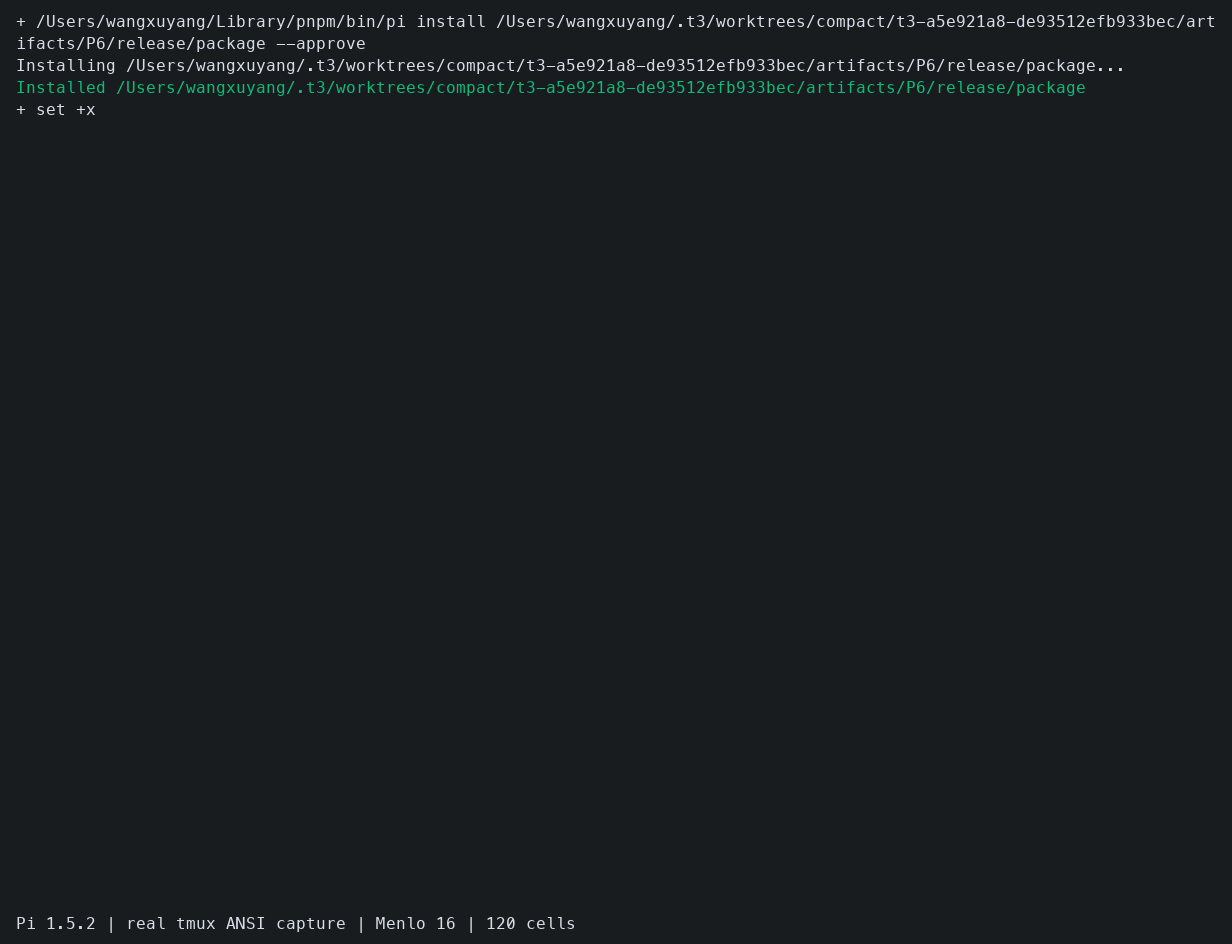 + /Users/wangxuyang/Library/pnpm/bin/pi install /Users/wangxuyang/.t3/worktrees/compact/t3-a5e921a8-de93512efb933bec/art
ifacts/P6/release/package --approve
Installing /Users/wangxuyang/.t3/worktrees/compact/t3-a5e921a8-de93512efb933bec/artifacts/P6/release/package...
Installed /Users/wangxuyang/.t3/worktrees/compact/t3-a5e921a8-de93512efb933bec/artifacts/P6/release/package
+ set +x
Pi 1.5.2 | real tmux ANSI capture | Menlo 16 | 120 cells